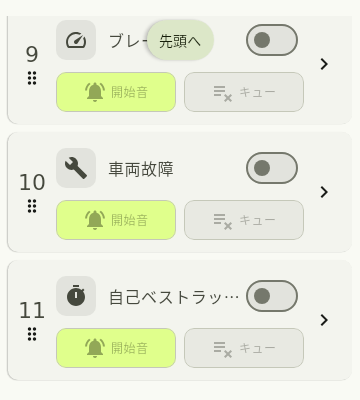 9
ブレー
先頭へ
開始音
キュー
10
車両故障
開始音
キュー
11
自己ベストラッ…
開始音
キュー